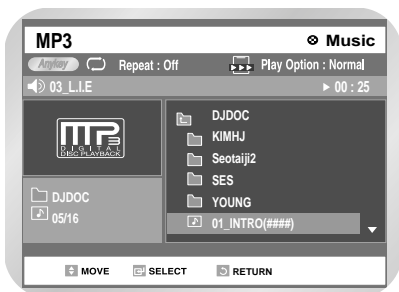 MP3 Music
Anykey Repeat : Off Play Option : Normal
03_L.I.E 00 : 25
MP3
DIGITAL
DISC PLAYBACK
DJDOC
05/16
DJDOC
KIMHJ
Seotaiji2
SES
YOUNG
01_INTRO(####)
MOVE SELECT RETURN